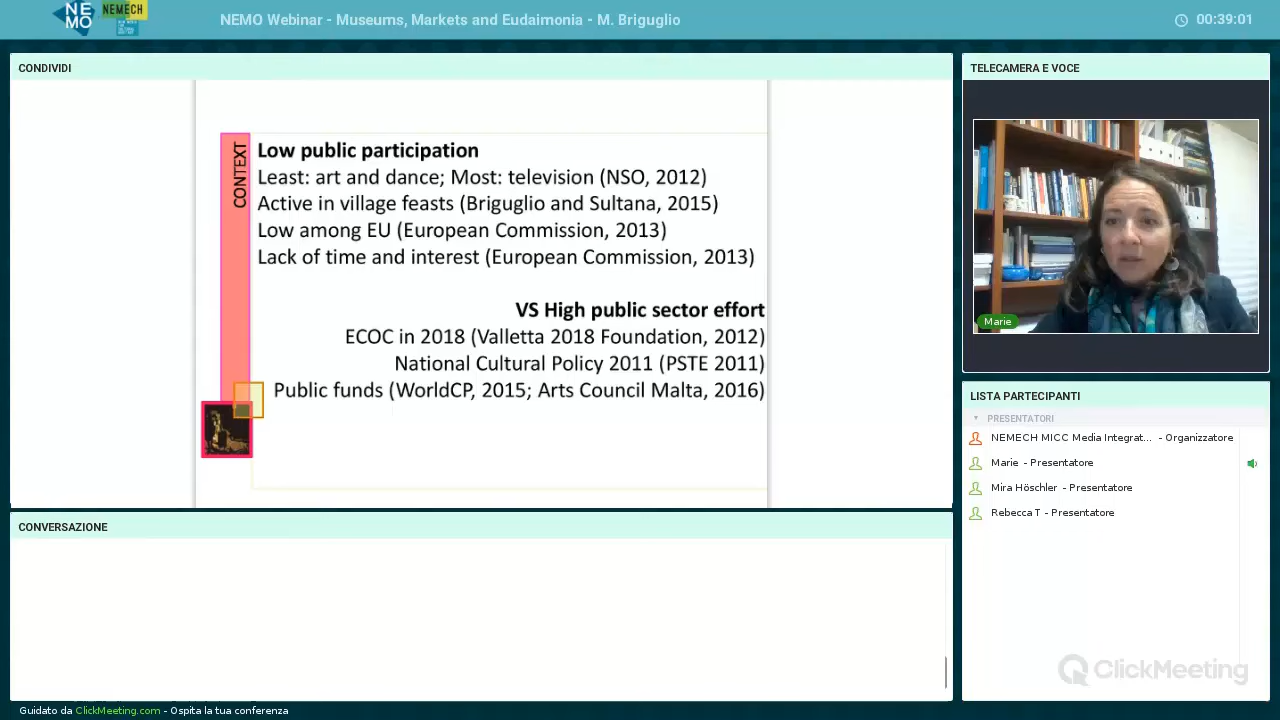 NE
MO
NEMECH
NEMO Webinar - Museums, Markets and Eudaimonia - M. Briguglio
00:39:01
CONDIVIDI
CONTEXT
Low public participation
Least: art and dance; Most: television (NSO, 2012)
Active in village feasts (Briguglio and Sultana, 2015)
Low among EU (European Commission, 2013)
Lack of time and interest (European Commission, 2013)
VS High public sector effort
ECOC in 2018 (Valletta 2018 Foundation, 2012)
National Cultural Policy 2011 (PSTE 2011)
Public funds (WorldCP, 2015; Arts Council Malta, 2016)
TELECAMERA E VOCE
Marie
LISTA PARTECIPANTI
PRESENTATORI
NEMECH MICC Media Integrat... - Organizzatore
Marie - Presentatore
Mira Höschler - Presentatore
Rebecca T - Presentatore
CONVERSAZIONE
ClickMeeting
Guidato da ClickMeeting.com - Ospita la tua conferenza